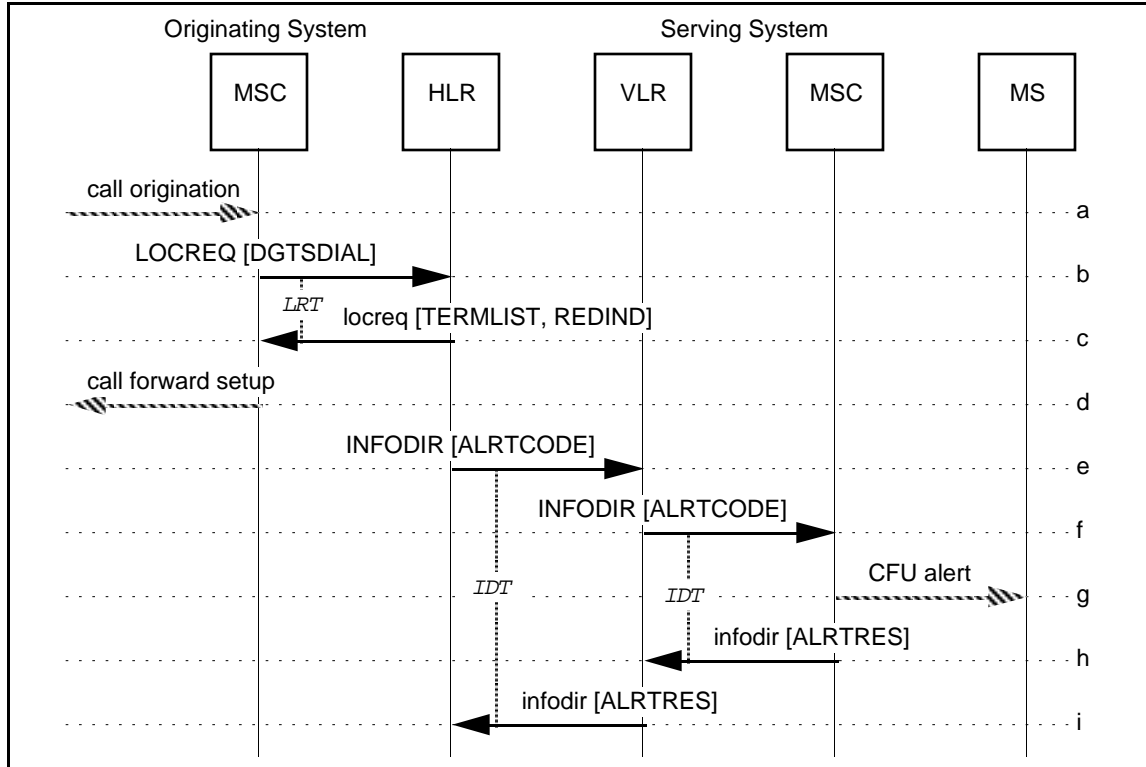 Originating System Serving System
MSC HLR VLR MSC MS
call origination
a
LOCREQ [DGTSDIAL]
b
LRT
locreq [TERMLIST, REDIND]
c
call forward setup
d
INFODIR [ALRTCODE]
e
INFODIR [ALRTCODE]
f
CFU alert
IDT IDT g
infodir [ALRTRES]
h
infodir [ALRTRES]
i